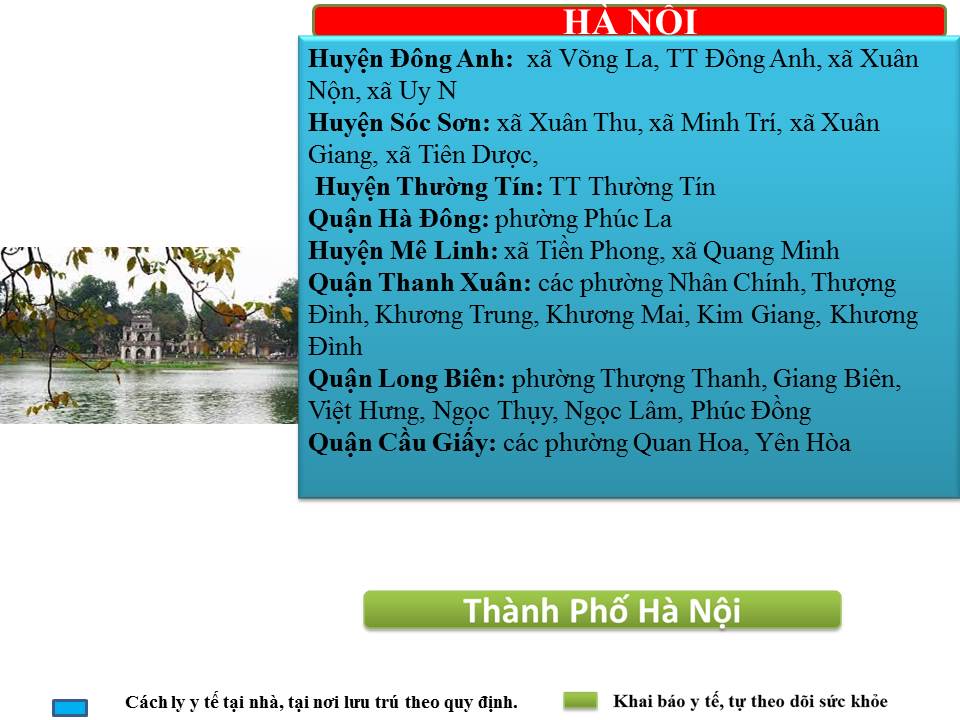 HÀ NỘI
Huyện Đông Anh: xã Võng La, TT Đông Anh, xã Xuân
Nộn, xã Uy N
Huyện Sóc Sơn: xã Xuân Thu, xã Minh Trí, xã Xuân
Giang, xã Tiên Dược,
Huyện Thường Tín: TT Thường Tín
Quận Hà Đông: phường Phúc La
Huyện Mê Linh: xã Tiền Phong, xã Quang Minh
Quận Thanh Xuân: các phường Nhân Chính, Thượng
Đình, Khương Trung, Khương Mai, Kim Giang, Khương
Đình
Quận Long Biên: phường Thượng Thanh, Giang Biên,
Việt Hưng, Ngọc Thụy, Ngọc Lâm, Phúc Đồng
Quận Cầu Giấy: các phường Quan Hoa, Yên Hòa
Thành Phố Hà Nội
Cách ly y tế tại nhà, tại nơi lưu trú theo quy định.
Khai báo y tế, tự theo dõi sức khỏe